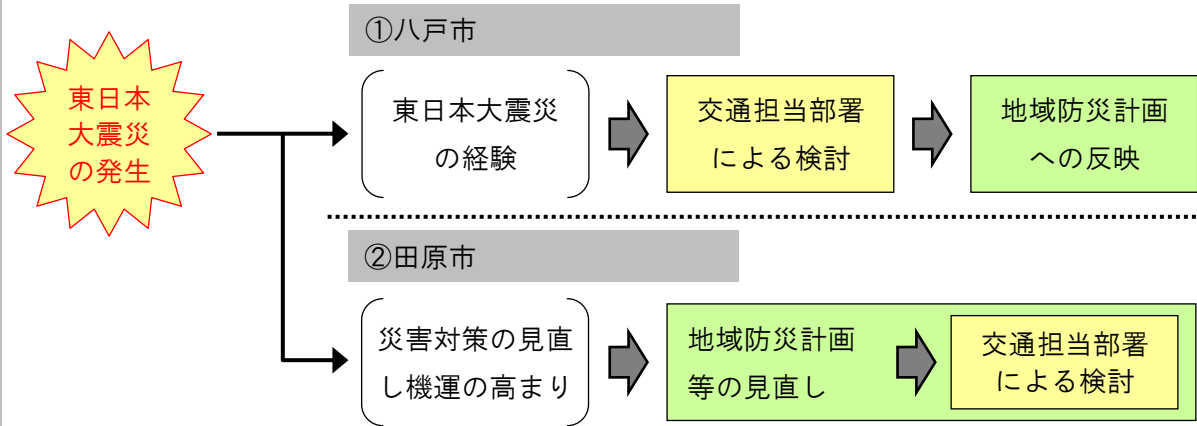 東日本
大震災
の発生
①八戸市
東日本大震災
の経験
交通担当部署
による検討
地域防災計画
への反映
②田原市
災害対策の見直
し機運の高まり
地域防災計画
等の見直し
交通担当部署
による検討